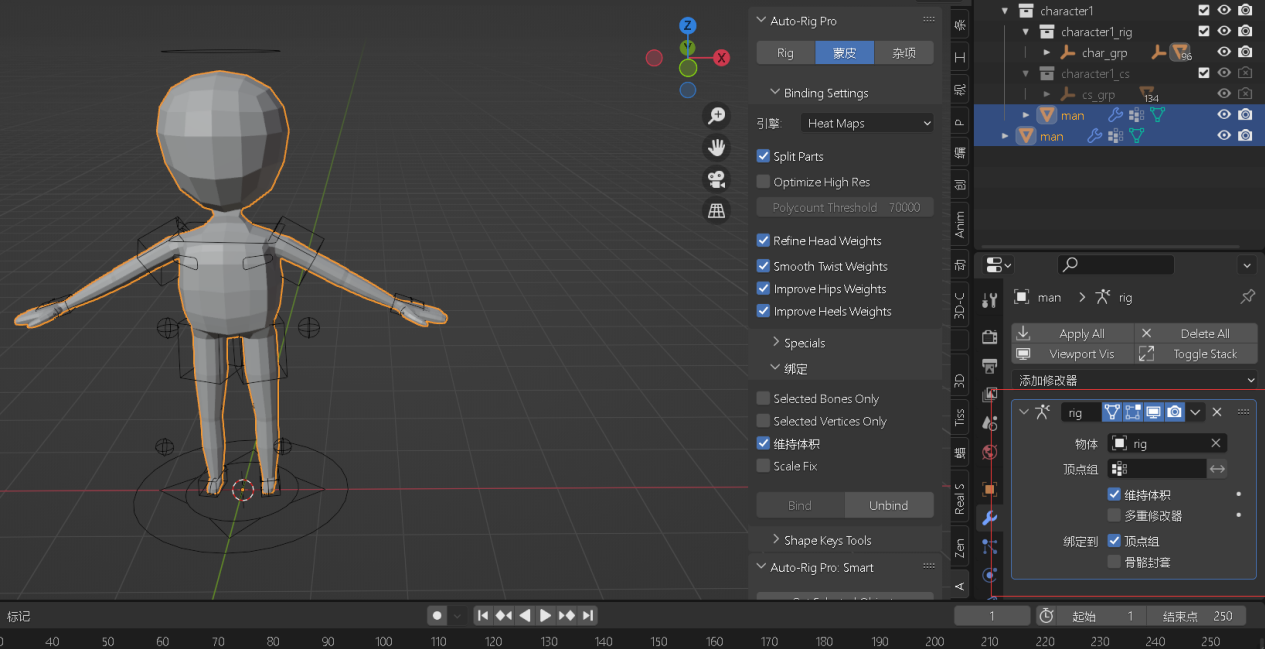 Z
Y
X
Auto-Rig Pro
Rig 蒙皮 杂项
Binding Settings
引擎: Heat Maps
Split Parts
Optimize High Res
Polycount Threshold 70000
Refine Head Weights
Smooth Twist Weights
Improve Hips Weights
Improve Heels Weights
Specials
绑定
Selected Bones Only
Selected Vertices Only
维持体积
Scale Fix
Bind Unbind
Shape Keys Tools
Auto-Rig Pro: Smart
条
工
视
P
编
创
Anim
动
3D-C
3D
Tiss
Real S
Zen
A
character1
character1_rig
char_grp 96
character1_cs
cs_grp 134
man
man
man rig
Apply All Delete All
Viewport Vis Toggle Stack
添加修改器
rig
物体 rig
顶点组
维持体积
多重修改器
绑定到 顶点组
骨骼封套
标记
1 起始 1 结束点 250
0 40 50 60 70 80 90 100 110 120 130 140 150 160 170 180 190 200 210 220 230 240 250